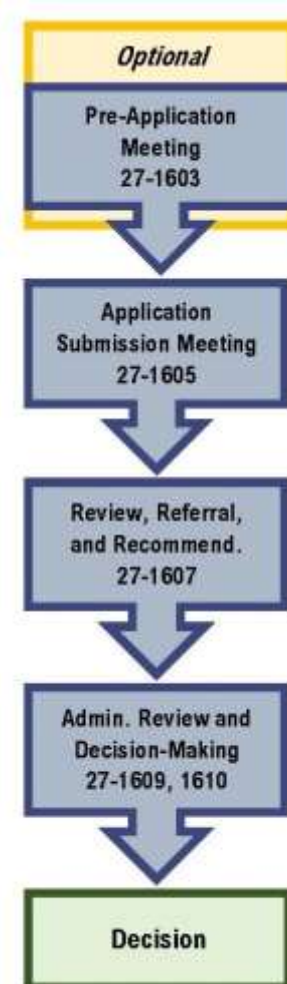 Optional
Pre-Application
Meeting
27-1603
Application
Submission Meeting
27-1605
Review, Referral,
and Recommend.
27-1607
Admin. Review and
Decision-Making
27-1609, 1610
Decision